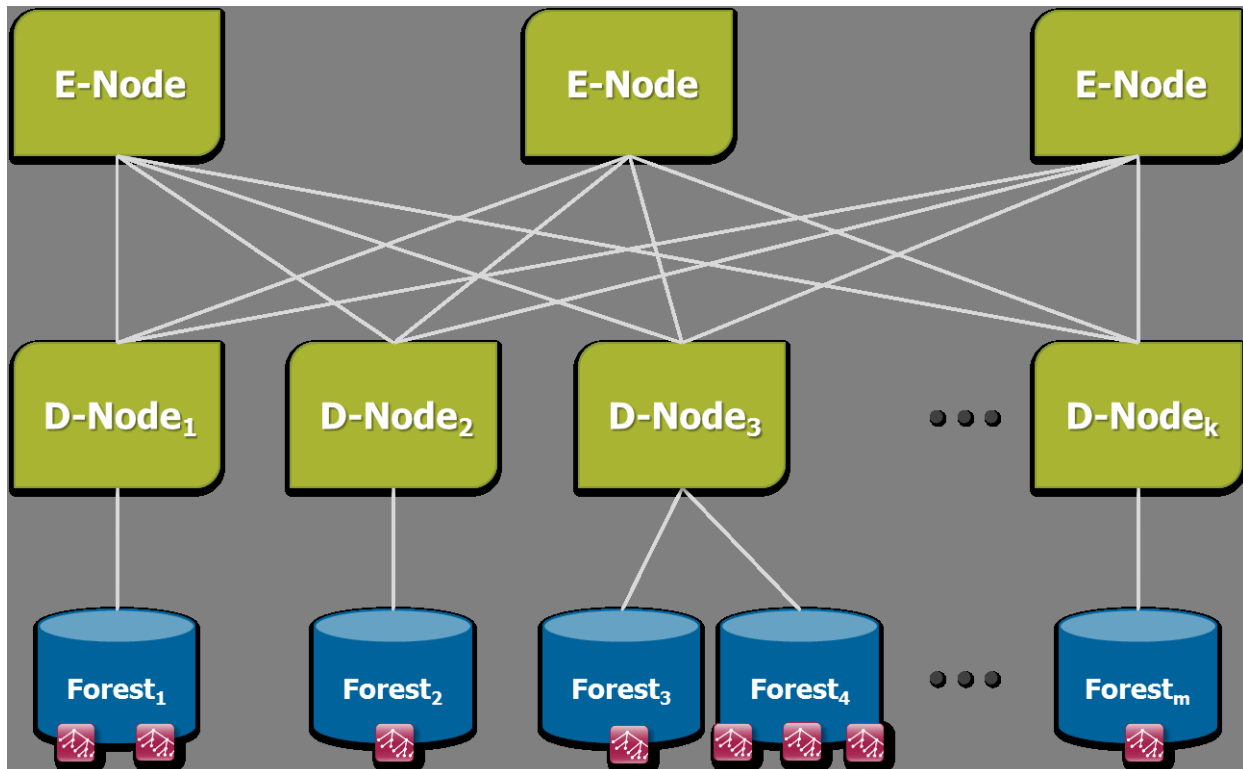 E-Node
E-Node
E-Node
D-Node₁
D-Node₂
D-Node₃
D-Nodeₖ
Forest₁
Forest₂
Forest₃
Forest₄
Forestₘ